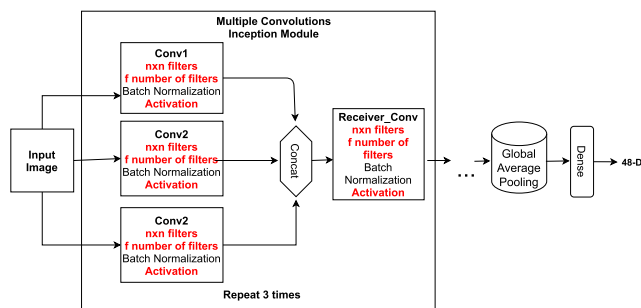 Multiple Convolutions
Inception Module
Conv1
nxn filters
f number of filters
Batch Normalization
Activation
Input
Image
Conv2
nxn filters
f number of filters
Batch Normalization
Activation
Conv2
nxn filters
f number of filters
Batch Normalization
Activation
Concat
Receiver_Conv
nxn filters
f number of
filters
Batch
Normalization
Activation
...
Global
Average
Pooling
Dense
48-D
Repeat 3 times